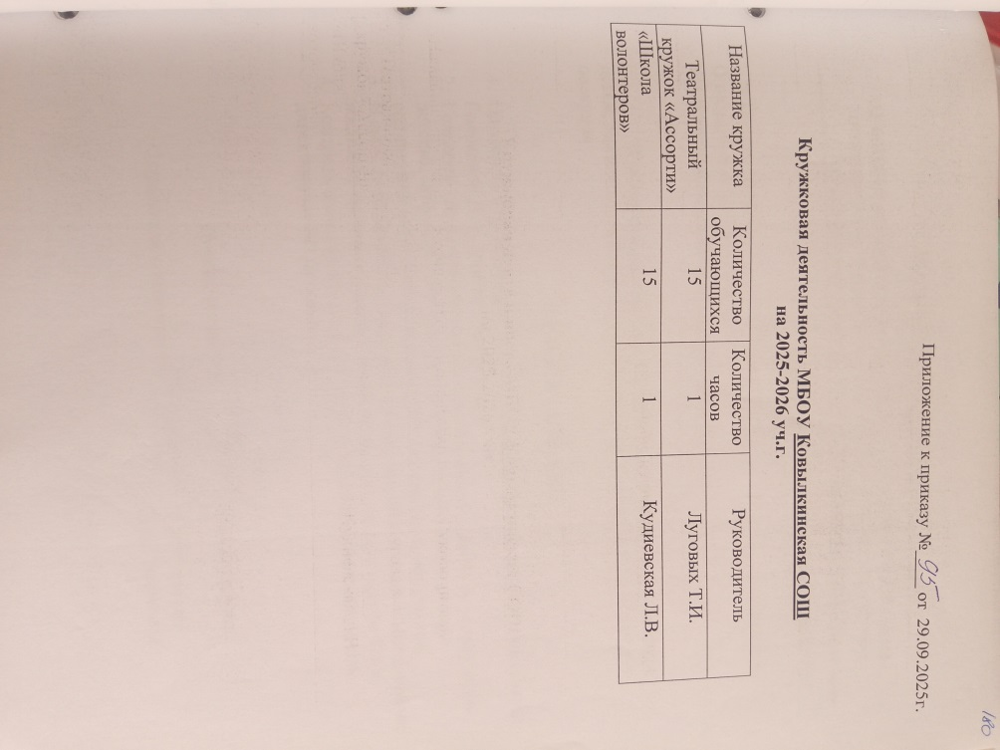 180
Приложение к приказу № 95 от 29.09.2025г.
Кружковая деятельность МБОУ Ковылкинская СОШ
на 2025-2026 уч.г.
Название кружка
Количество
обучающихся
Количество
часов
Руководитель
Театральный
кружок «Ассорти»
15
1
Луговых Т.И.
«Школа
волонтеров»
15
1
Кудиевская Л.В.